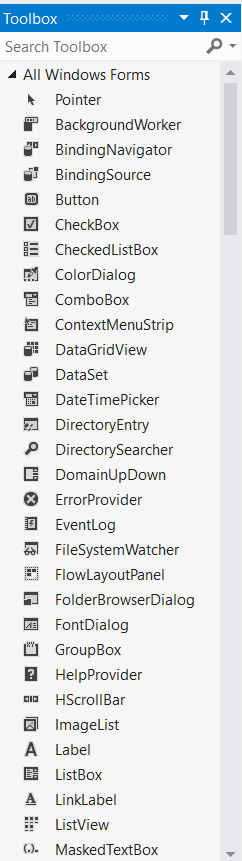 Toolbox
Search Toolbox
All Windows Forms
Pointer
BackgroundWorker
BindingNavigator
BindingSource
Button
CheckBox
CheckedListBox
ColorDialog
ComboBox
ContextMenuStrip
DataGridView
DataSet
DateTimePicker
DirectoryEntry
DirectorySearcher
DomainUpDown
ErrorProvider
EventLog
FileSystemWatcher
FlowLayoutPanel
FolderBrowserDialog
FontDialog
GroupBox
HelpProvider
HScrollBar
ImageList
Label
ListBox
LinkLabel
ListView
MaskedTextBox